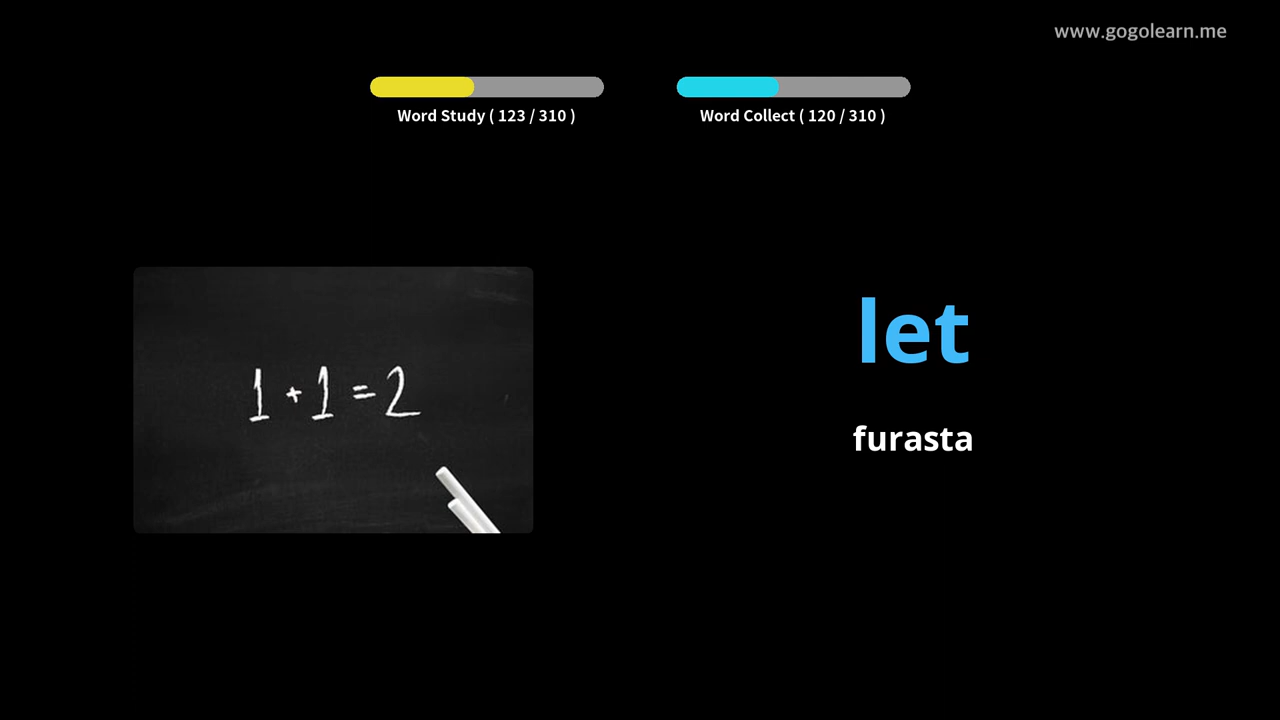 www.gogolearn.me
Word Study ( 123 / 310 )
Word Collect ( 120 / 310 )
1 + 1 = 2
let
furasta